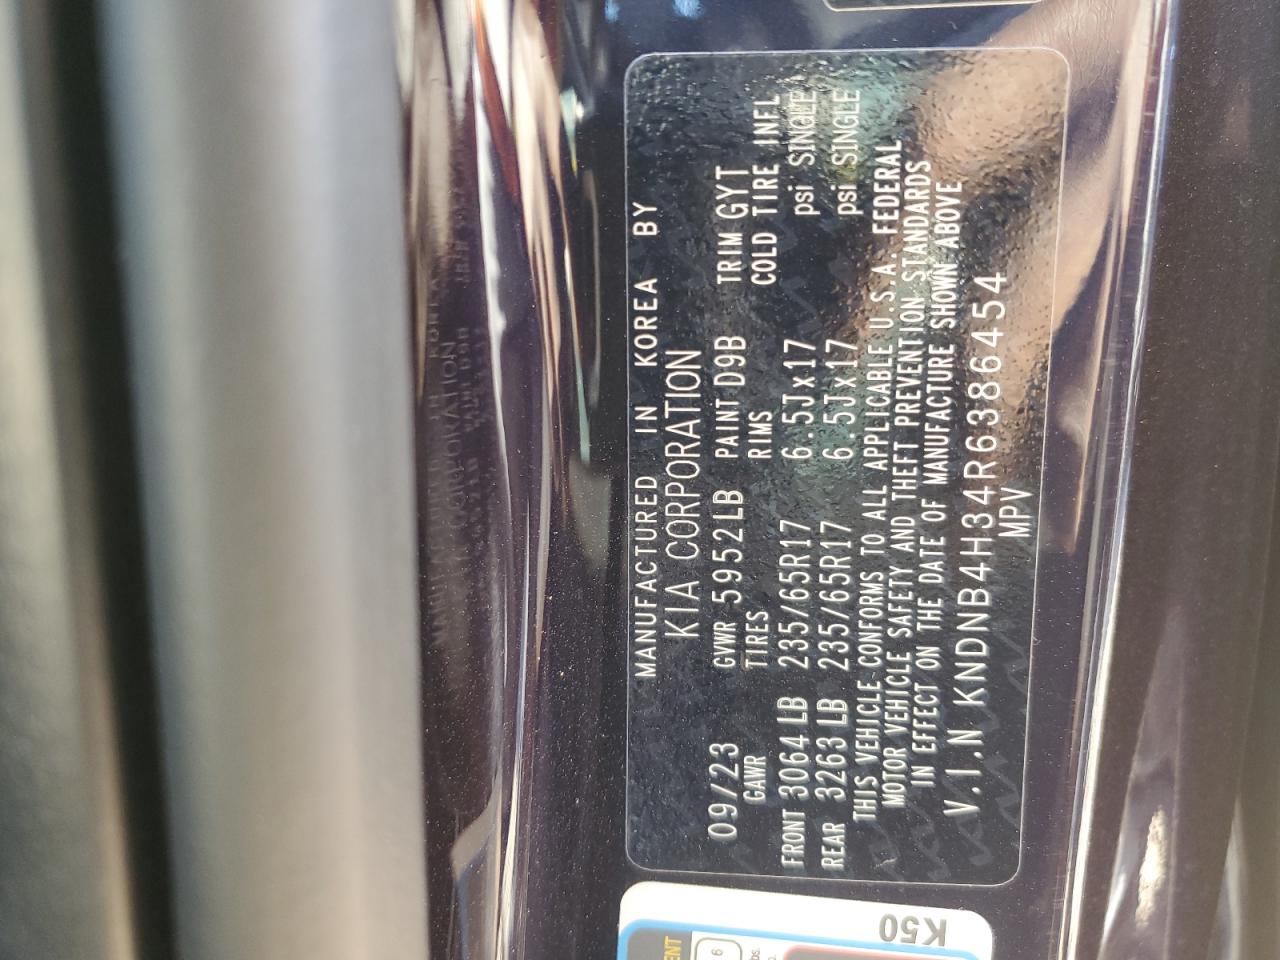 MANUFACTURED IN KOREA BY
KIA CORPORATION
09/23 GVWR 5952LB PAINT D9B TRIM GYT
GAWR TIRES RIMS COLD TIRE INFL
FRONT 3064 LB 235/65R17 6.5Jx17 psi SINGLE
REAR 3263 LB 235/65R17 6.5Jx17 psi SINGLE
THIS VEHICLE CONFORMS TO ALL APPLICABLE U.S.A. FEDERAL
MOTOR VEHICLE SAFETY AND THEFT PREVENTION STANDARDS
IN EFFECT ON THE DATE OF MANUFACTURE SHOWN ABOVE
V.I.N KNDNB4H34R6386454
MPV
K50